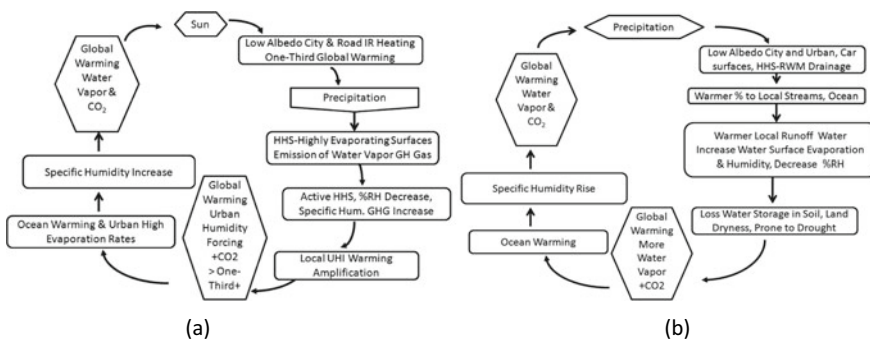 Sun
Low Albedo City & Road IR Heating
One-Third Global Warming
Precipitation
HHS-Highly Evaporating Surfaces
Emission of Water Vapor GH Gas
Active HHS, %RH Decrease,
Specific Hum. GHG Increase
Local UHI Warming
Amplification
Global
Warming
Urban
Humidity
Forcing
+CO2
> One-
Third+
Ocean Warming & Urban High
Evaporation Rates
Specific Humidity Increase
Global
Warming
Water
Vapor &
CO₂
(a)
Precipitation
Low Albedo City and Urban, Car
surfaces, HHS-RWM Drainage
Warmer % to Local Streams, Ocean
Warmer Local Runoff Water
Increase Water Surface Evaporation
& Humidity, Decrease %RH
Loss Water Storage in Soil, Land
Dryness, Prone to Drought
Global
Warming
More
Water
Vapor
+CO2
Ocean Warming
Specific Humidity Rise
Global
Warming
Water
Vapor &
CO₂
(b)